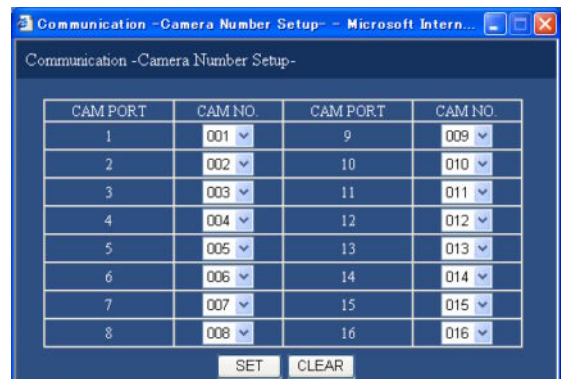 Communication -Camera Number Setup- - Microsoft Intern...
Communication -Camera Number Setup-
CAM PORT CAM NO. CAM PORT CAM NO.
1 001 9 009
2 002 10 010
3 003 11 011
4 004 12 012
5 005 13 013
6 006 14 014
7 007 15 015
8 008 16 016
SET CLEAR